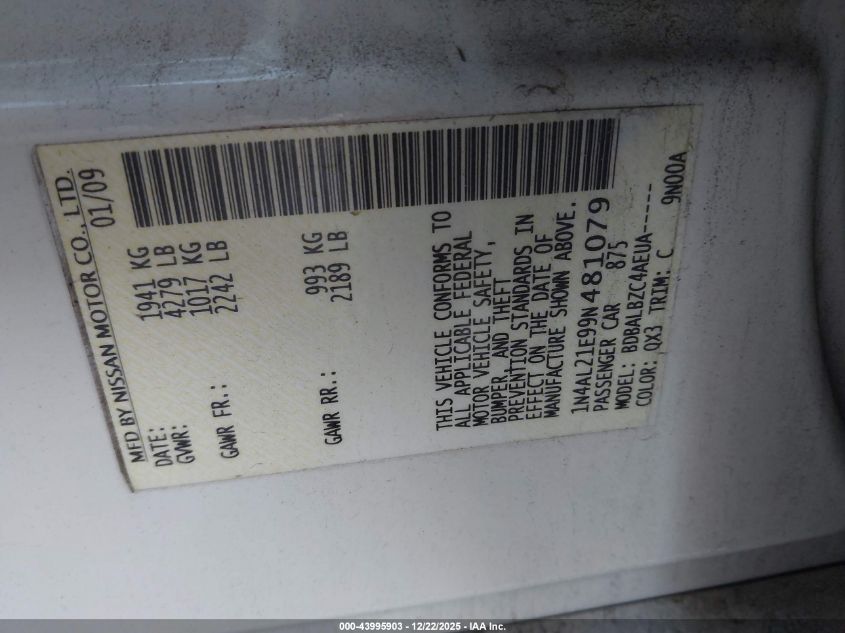 MFD BY NISSAN MOTOR CO., LTD.
DATE: 01/09
GVWR: 1941 KG
4279 LB
GAWR FR.: 1017 KG
2242 LB
GAWR RR.: 993 KG
2189 LB
THIS VEHICLE CONFORMS TO
ALL APPLICABLE FEDERAL
MOTOR VEHICLE SAFETY,
BUMPER, AND THEFT
PREVENTION STANDARDS IN
EFFECT ON THE DATE OF
MANUFACTURE SHOWN ABOVE.
1N4AL21E99N481079
PASSENGER CAR 875
MODEL: BDBALBZC4AEUA------
COLOR: QX3 TRIM: C 9N00A
000-43995903 - 12/22/2025 - IAA Inc.